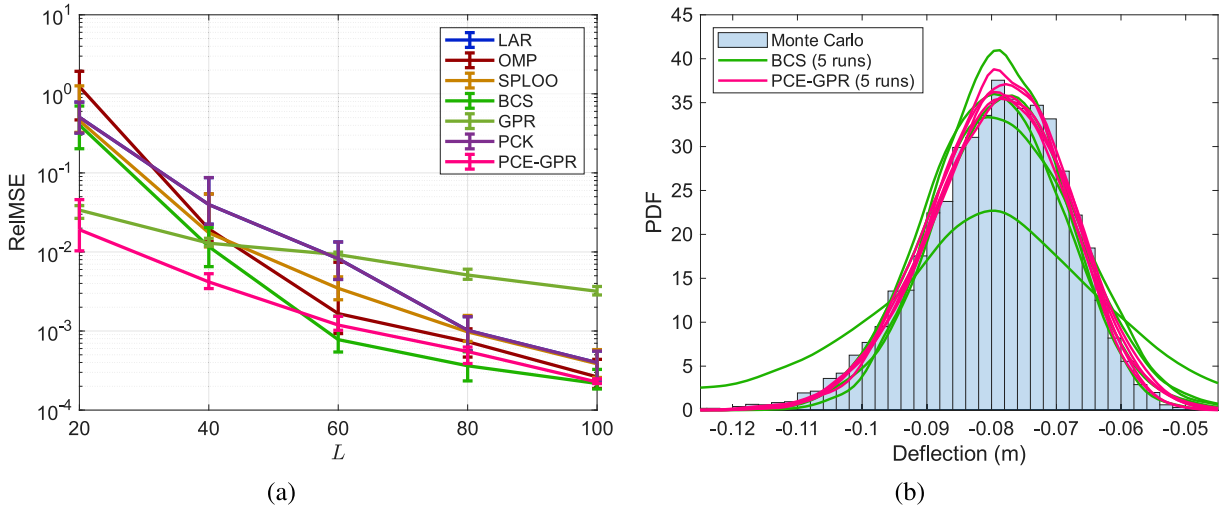 10^1
10^0
10^-1
10^-2
10^-3
10^-4
RelMSE
20
40
60
80
100
L
LAR
OMP
SPLOO
BCS
GPR
PCK
PCE-GPR
(a)
45
40
35
30
25
20
15
10
5
0
PDF
-0.12
-0.11
-0.1
-0.09
-0.08
-0.07
-0.06
-0.05
Deflection (m)
Monte Carlo
BCS (5 runs)
PCE-GPR (5 runs)
(b)